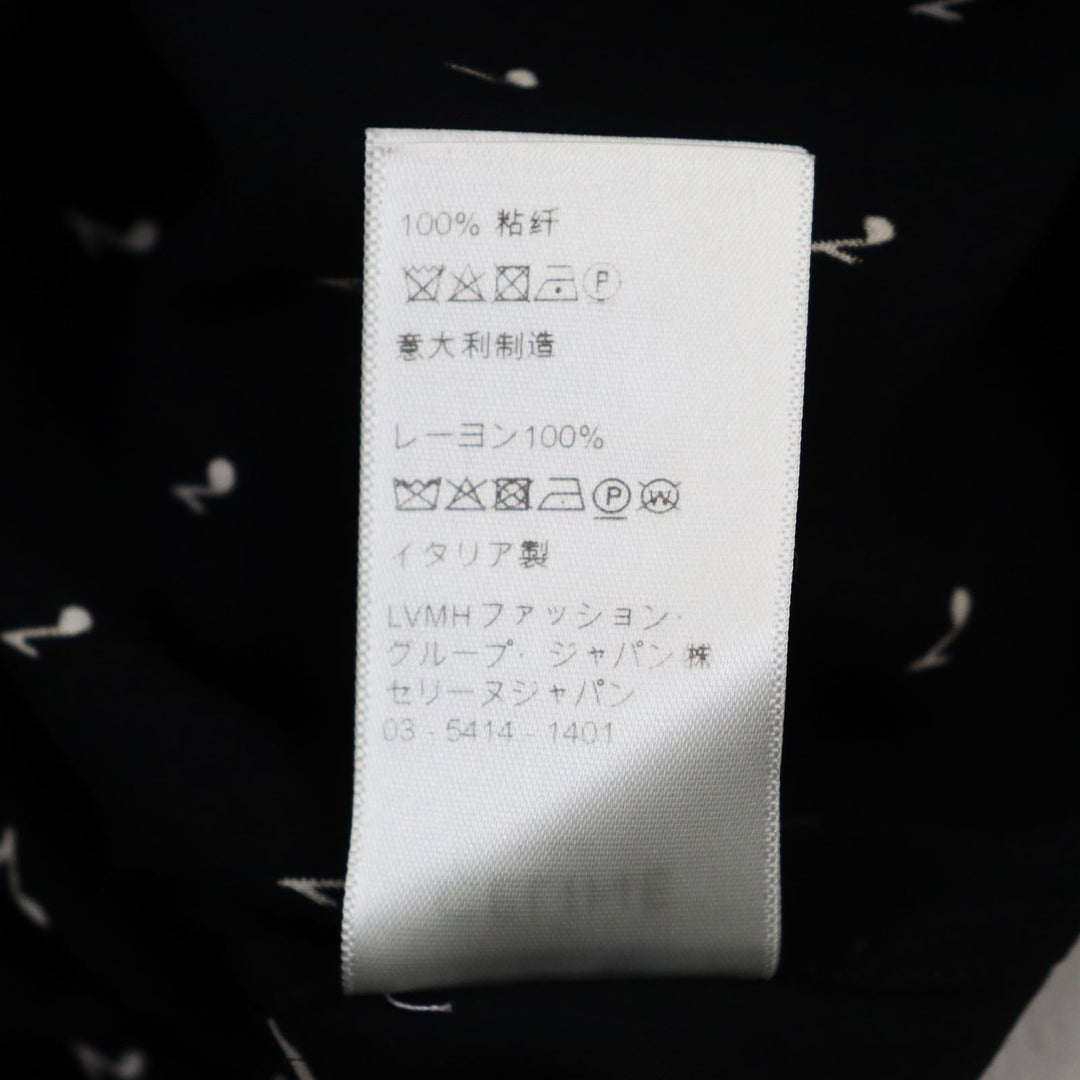 100% 粘纤
P
意大利制造
レーヨン100%
P W
イタリア製
LVMHファッション・
グループ・ジャパン㈱
セリーヌジャパン
03 - 5414 - 1401